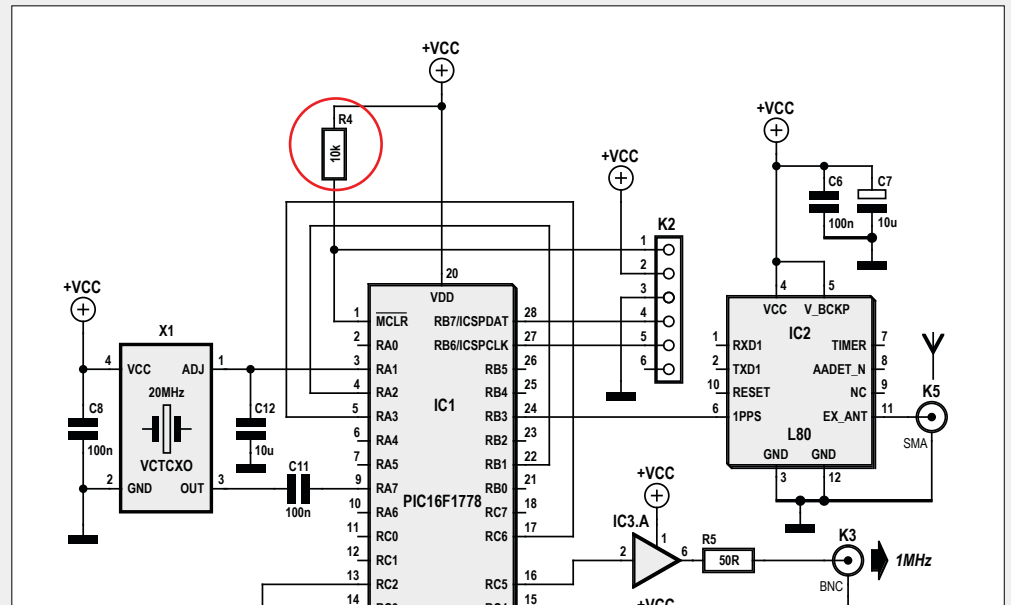 +VCC
R4
10k
+VCC
+VCC
C6
100n
C7
10u
K2
1
2
3
4
5
6
+VCC
X1
4
VCC
ADJ
1
20MHz
VCTCXO
2
GND
OUT
3
C8
100n
C12
10u
C11
100n
20
VDD
1
MCLR
RB7/ICSPDAT
28
2
RA0
RB6/ICSPCLK
27
3
RA1
RB5
26
4
RA2
RB4
25
IC1
5
RA3
RB3
24
6
RA4
RB2
23
7
RA5
RB1
22
9
RA7
RB0
21
PIC16F1778
10
RA6
RC7
18
11
RC0
RC6
17
12
RC1
13
RC2
RC5
16
14
15
4
5
VCC
V_BCKP
IC2
1
RXD1
TIMER
7
2
TXD1
AADET_N
8
10
RESET
NC
9
6
1PPS
EX_ANT
11
L80
GND
GND
3
12
K5
SMA
+VCC
IC3.A
1
2
6
R5
50R
K3
BNC
1MHz
+VCC